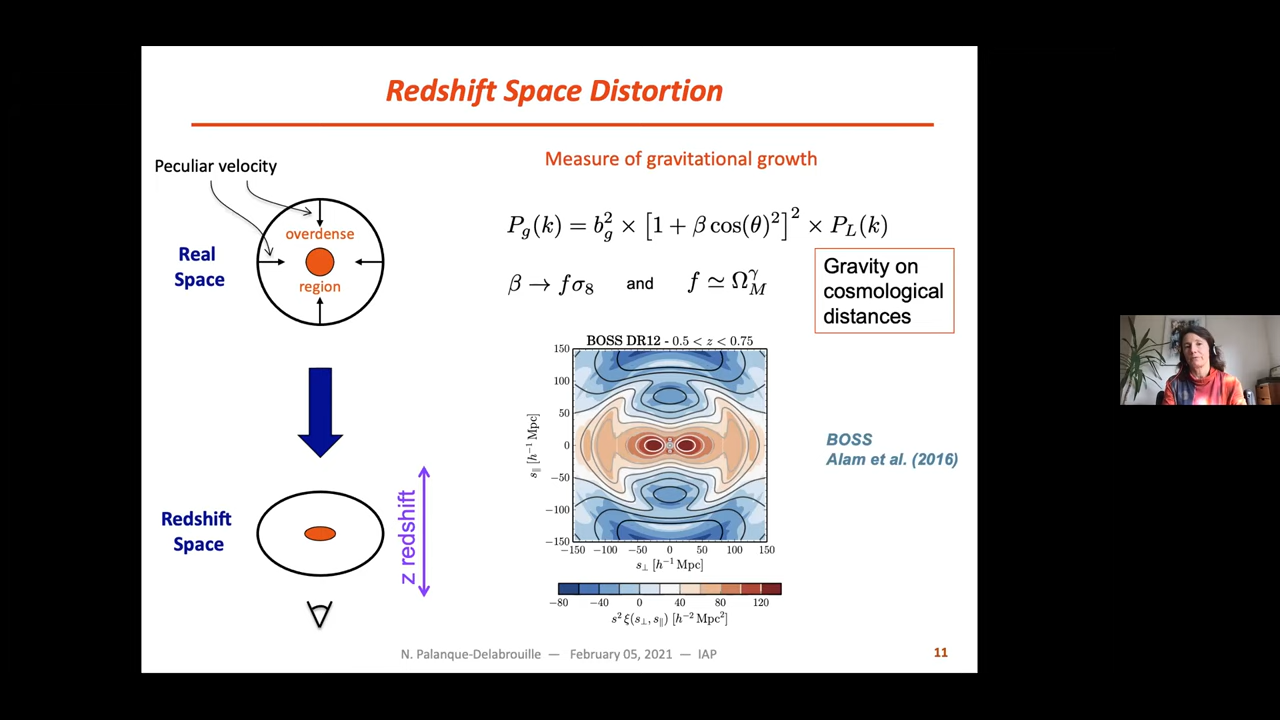 Redshift Space Distortion
Peculiar velocity
overdense
region
Real
Space
Redshift
Space
z redshift
Measure of gravitational growth
P_g(k) = b_g^2 × [1 + β cos(θ)^2]^2 × P_L(k)
β → fσ_8 and f ≃ Ω_M^γ
Gravity on
cosmological
distances
BOSS DR12 - 0.5 < z < 0.75
150
100
50
0
−50
−100
−150
s_∥ [h^−1 Mpc]
−150 −100 −50 0 50 100 150
s_⊥ [h^−1 Mpc]
−80 −40 0 40 80 120
s^2 ξ(s_⊥, s_∥) [h^−2 Mpc^2]
BOSS
Alam et al. (2016)
N. Palanque-Delabrouille — February 05, 2021 — IAP
11